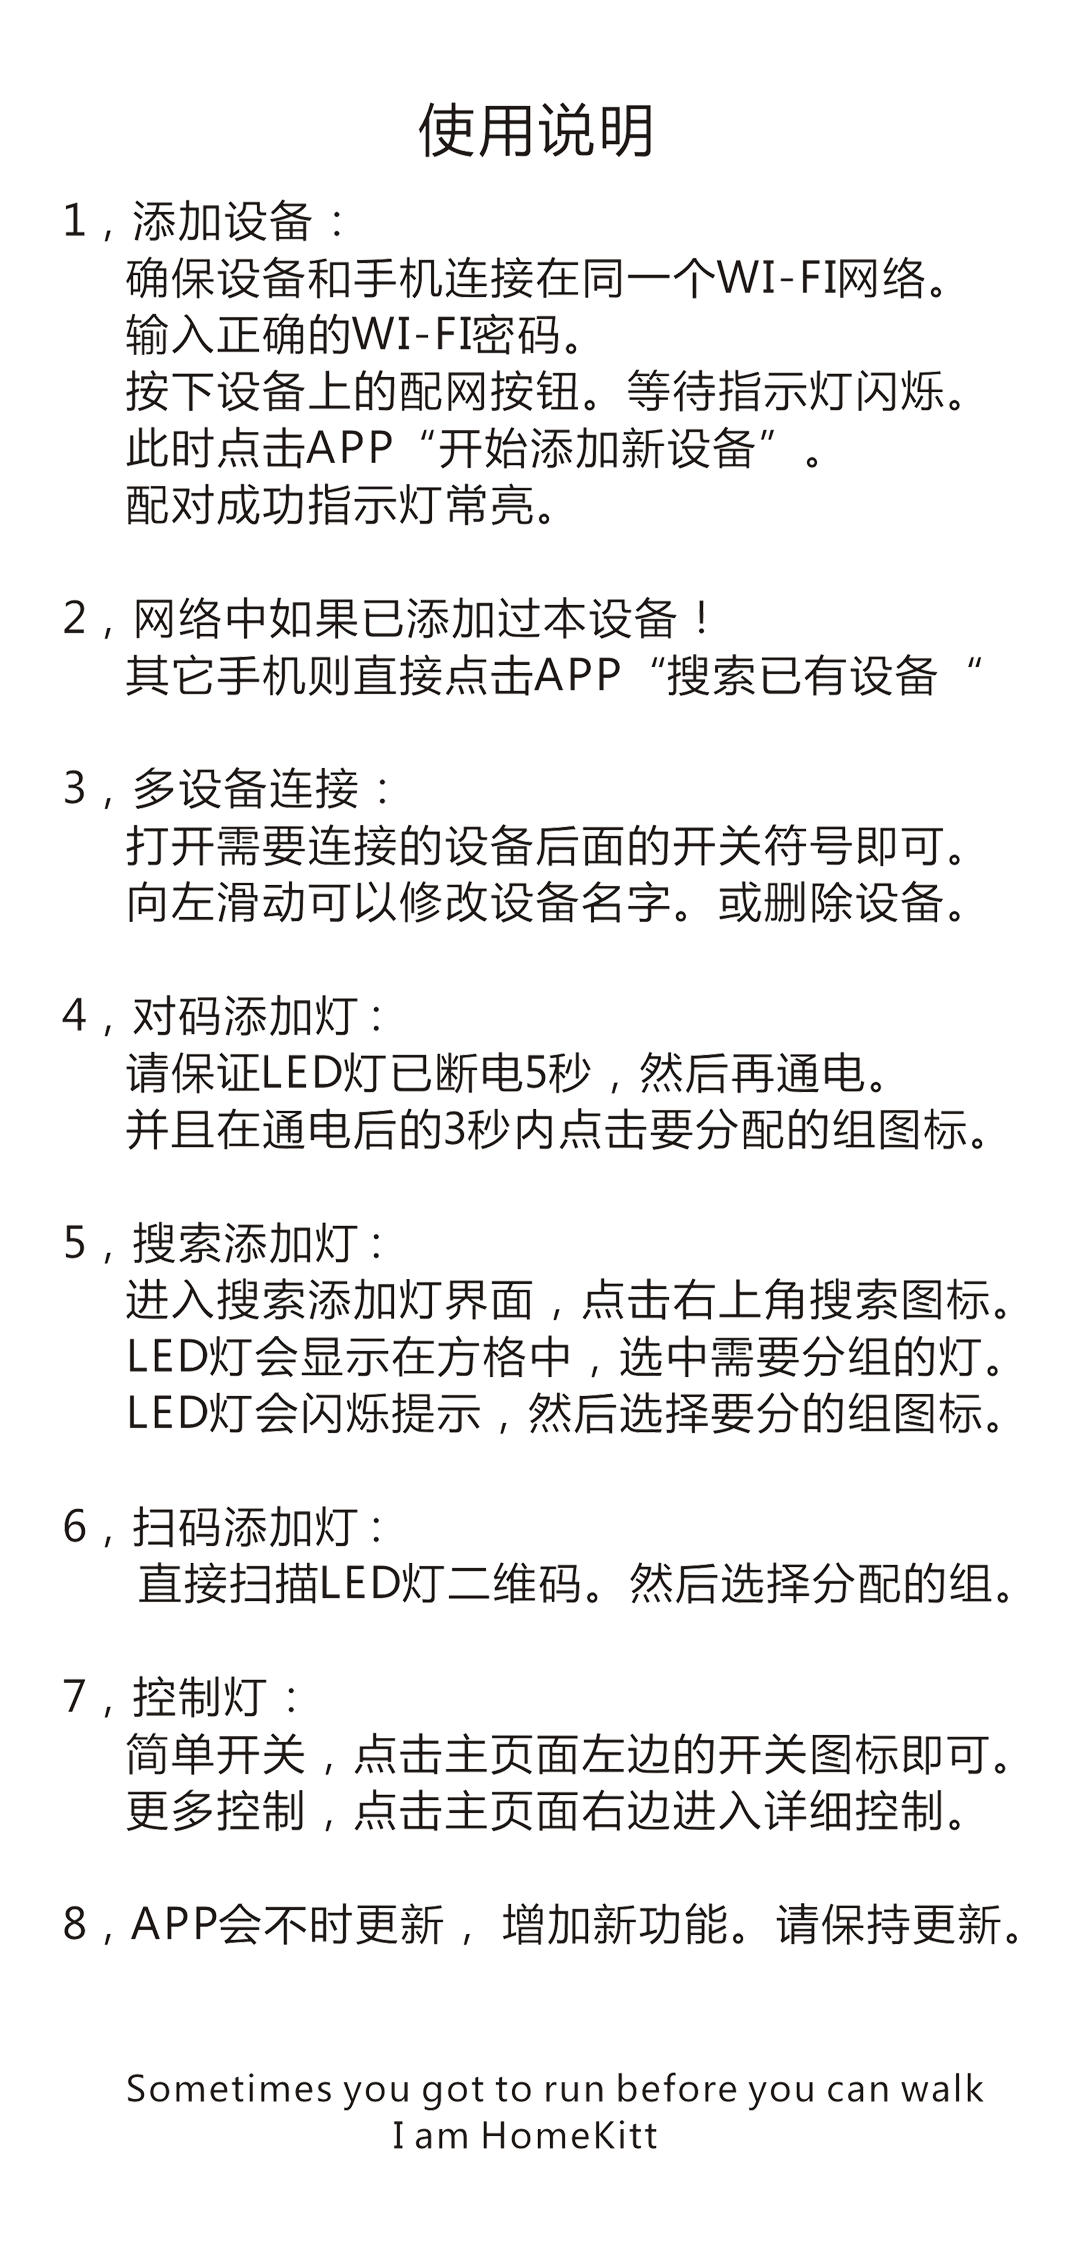 使用说明
1，添加设备：
确保设备和手机连接在同一个WI-FI网络。
输入正确的WI-FI密码。
按下设备上的配网按钮。等待指示灯闪烁。
此时点击APP“开始添加新设备”。
配对成功指示灯常亮。
2，网络中如果已添加过本设备！
其它手机则直接点击APP“搜索已有设备“
3，多设备连接：
打开需要连接的设备后面的开关符号即可。
向左滑动可以修改设备名字。或删除设备。
4，对码添加灯：
请保证LED灯已断电5秒，然后再通电。
并且在通电后的3秒内点击要分配的组图标。
5，搜索添加灯：
进入搜索添加灯界面，点击右上角搜索图标。
LED灯会显示在方格中，选中需要分组的灯。
LED灯会闪烁提示，然后选择要分的组图标。
6，扫码添加灯：
直接扫描LED灯二维码。然后选择分配的组。
7，控制灯：
简单开关，点击主页面左边的开关图标即可。
更多控制，点击主页面右边进入详细控制。
8，APP会不时更新，增加新功能。请保持更新。
Sometimes you got to run before you can walk
I am HomeKitt